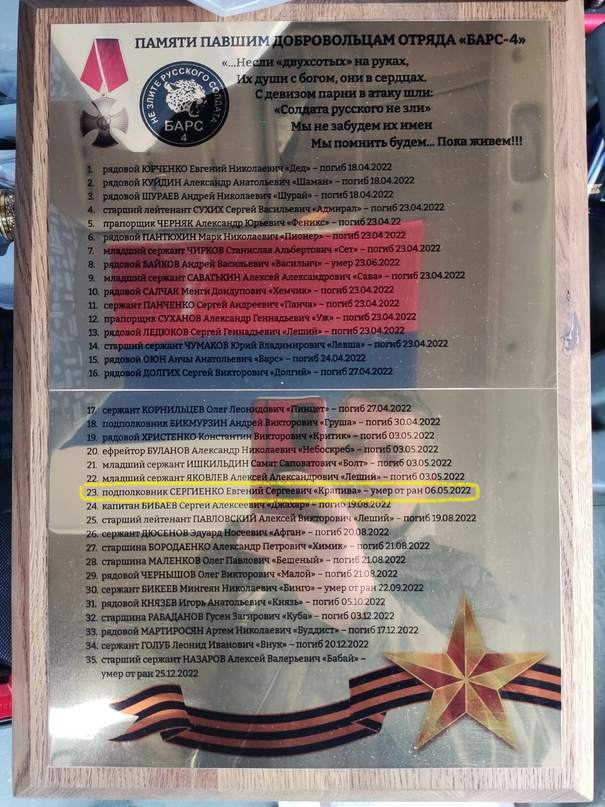 ПАМЯТИ ПАВШИМ ДОБРОВОЛЬЦАМ ОТРЯДА «БАРС-4»
«...Несли «двухсотых» на руках,
Их души с богом, они в сердцах.
С девизом парни в атаку шли:
«Солдата русского не зли»
Мы не забудем их имен
Мы помнить будем... Пока живем!!!
НЕ ЗЛИТЕ РУССКОГО СОЛДАТА
БАРС
4
1. рядовой ЮРЧЕНКО Евгений Николаевич «Дед» – погиб 18.04.2022
2. рядовой КУЙДИН Александр Анатольевич «Шаман» – погиб 18.04.2022
3. рядовой ШУРАЕВ Андрей Николаевич «Шурай» – погиб 18.04.2022
4. старший лейтенант СУХИХ Сергей Васильевич «Адмирал» – погиб 23.04.2022
5. прапорщик ЧЕРНЯК Александр Юрьевич «Феникс» – погиб 23.04.22
6. рядовой ПАНТЮХИН Марк Николаевич «Пионер» – погиб 23.04.2022
7. младший сержант ЧИРКОВ Станислав Альбертович «Сет» – погиб 23.04.2022
8. рядовой БАЙКОВ Андрей Васильевич «Васильич» – умер 23.06.2022
9. младший сержант САВАТЬКИН Алексей Александрович «Сава» – погиб 23.04.2022
10. рядовой САЛЧАК Менги Дондупович «Хемчик» – погиб 23.04.2022
11. сержант ПАНЧЕНКО Сергей Андреевич «Панча» – погиб 23.04.2022
12. прапорщик СУХАНОВ Александр Геннадьевич «Уж» – погиб 23.04.2022
13. рядовой ЛЕДЮКОВ Сергей Геннадьевич «Леший» – погиб 23.04.2022
14. старший сержант ЧУМАКОВ Юрий Владимирович «Левша» – погиб 23.04.2022
15. рядовой ОЮН Анчы Анатольевич «Барс» – погиб 24.04.2022
16. рядовой ДОЛГИХ Сергей Викторович «Долгий» – погиб 27.04.2022
17. сержант КОРНИЛЬЦЕВ Олег Леонидович «Пинцет» – погиб 27.04.2022
18. подполковник БИКМУРЗИН Андрей Викторович «Груша» – погиб 30.04.2022
19. рядовой ХРИСТЕНКО Константин Викторович «Критик» – погиб 03.05.2022
20. ефрейтор БУЛАНОВ Александр Николаевич «Небоскреб» – погиб 03.05.2022
21. младший сержант ИШКИЛЬДИН Самат Саповатович «Болт» – погиб 03.05.2022
22. младший сержант ЯКОВЛЕВ Алексей Александрович «Леший» – погиб 03.05.2022
23. подполковник СЕРГИЕНКО Евгений Сергеевич «Крапива» – умер от ран 06.05.2022
24. капитан БИБАЕВ Сергей Алексеевич «Джахар» – погиб 19.08.2022
25. старший лейтенант ПАВЛОВСКИЙ Алексей Викторович «Леший» – погиб 19.08.2022
26. сержант ДЮСЕНОВ Эдуард Носеевич «Афган» – погиб 20.08.2022
27. старшина БОРОДАЕНКО Александр Петрович «Химик» – погиб 21.08.2022
28. старшина МАЛЕНКОВ Олег Павлович «Бешеный» – погиб 21.08.2022
29. рядовой ЧЕРНЫШОВ Олег Викторович «Малой» – погиб 21.08.2022
30. сержант БИКЕЕВ Мингеян Николаевич «Бинго» – умер от ран 22.09.2022
31. рядовой КНЯЗЕВ Игорь Анатольевич «Князь» – погиб 05.10.2022
32. старшина РАБАДАНОВ Гусен Загирович «Куба» – погиб 03.12.2022
33. рядовой МАРТИРОСЯН Артем Николаевич «Буддист» – погиб 17.12.2022
34. сержант ГОЛУБ Леонид Иванович «Внук» – погиб 20.12.2022
35. старший сержант НАЗАРОВ Алексей Валерьевич «Бабай» –
умер от ран 25.12.2022